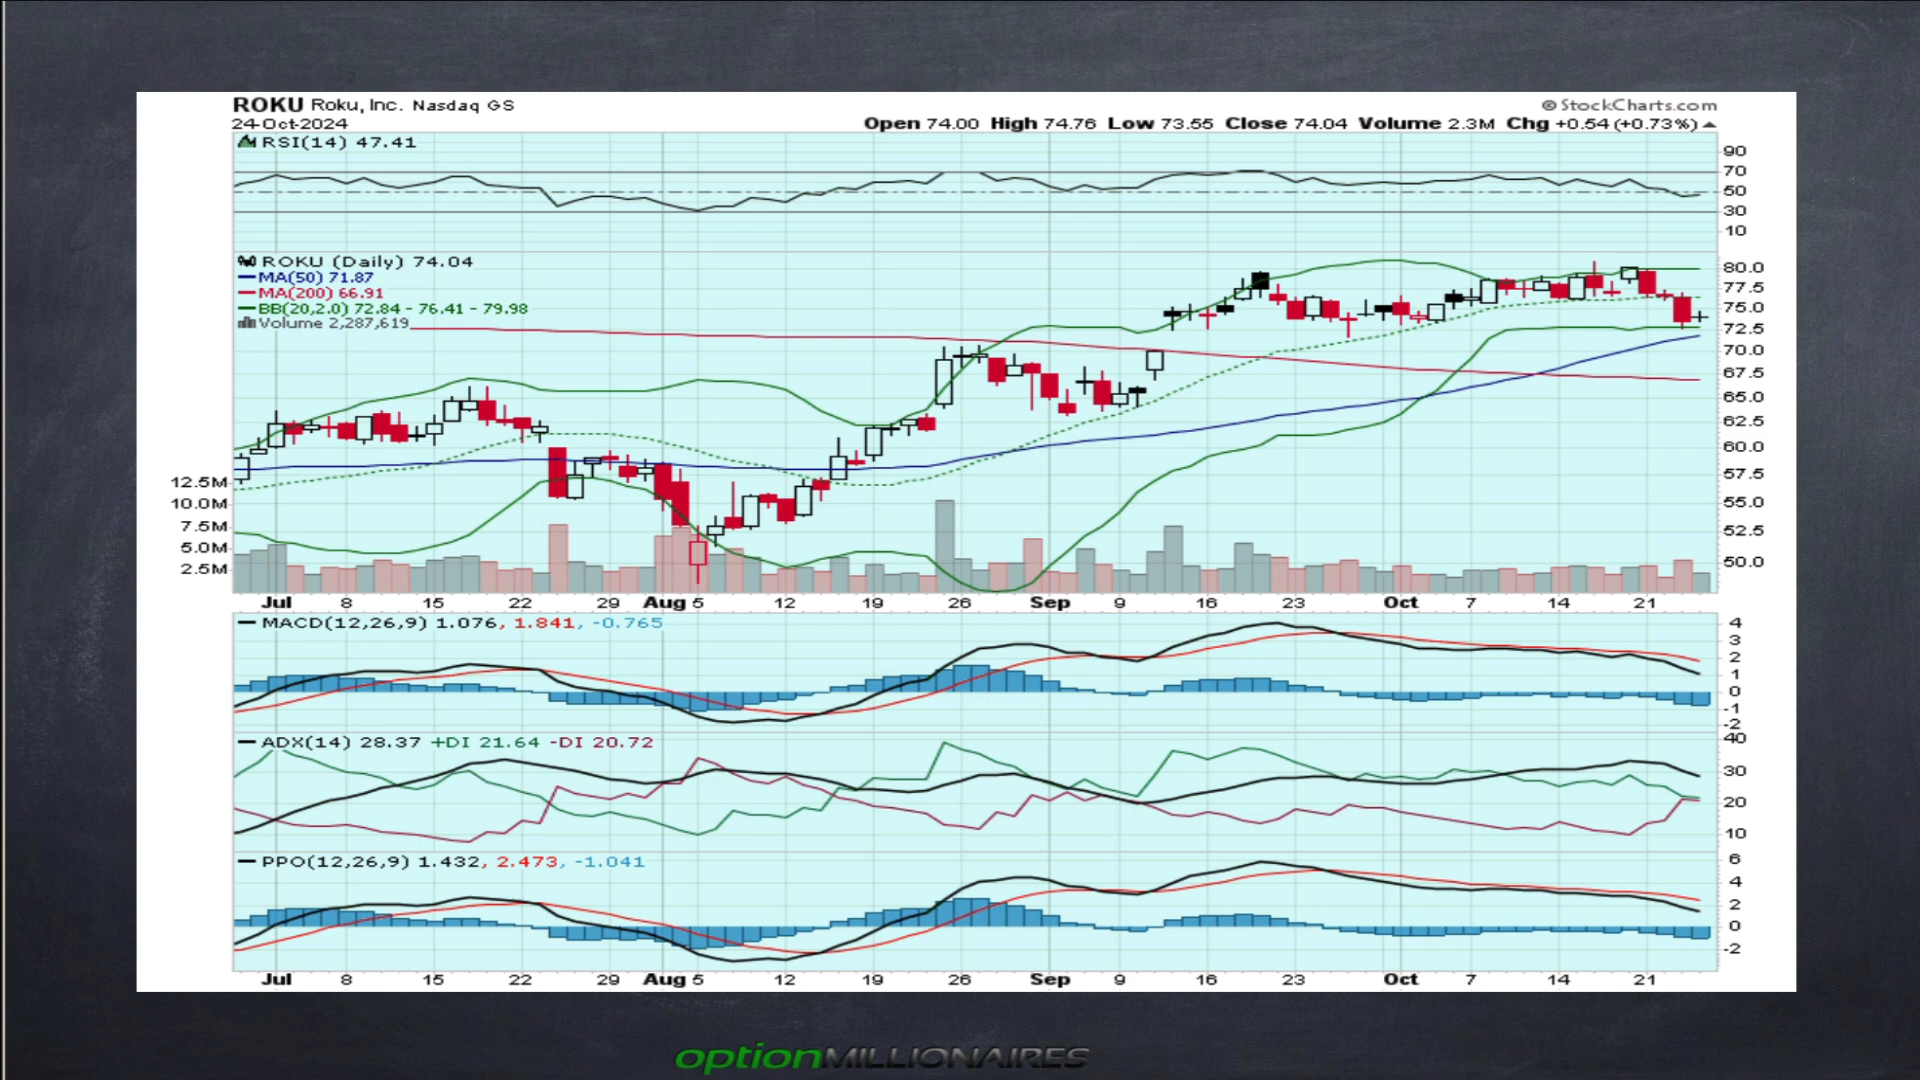 ROKU Roku, Inc. Nasdaq GS
© StockCharts.com
24-Oct-2024
Open 74.00 High 74.76 Low 73.55 Close 74.04 Volume 2.3M Chg +0.54 (+0.73%)
RSI(14) 47.41
90
70
50
30
10
ROKU (Daily) 74.04
MA(50) 71.87
MA(200) 66.91
BB(20,2.0) 72.84 - 76.41 - 79.98
Volume 2,287,619
80.0
77.5
75.0
72.5
70.0
67.5
65.0
62.5
60.0
57.5
55.0
52.5
50.0
12.5M
10.0M
7.5M
5.0M
2.5M
Jul 8 15 22 29 Aug 5 12 19 26 Sep 9 16 23 Oct 7 14 21
MACD(12,26,9) 1.076, 1.841, -0.765
4
3
2
1
0
-1
-2
ADX(14) 28.37 +DI 21.64 -DI 20.72
40
30
20
10
PPO(12,26,9) 1.432, 2.473, -1.041
6
4
2
0
-2
Jul 8 15 22 29 Aug 5 12 19 26 Sep 9 16 23 Oct 7 14 21
optionMILLIONAIRES